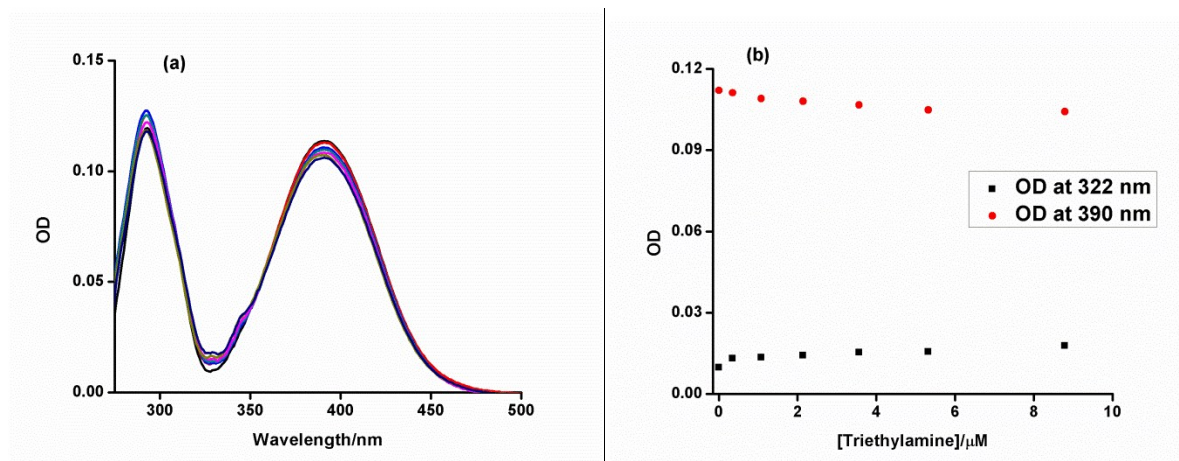 (a)
0.15
0.10
0.05
0.00
OD
300
350
400
450
500
Wavelength/nm
(b)
0.12
0.09
0.06
0.03
0.00
OD
OD at 322 nm
OD at 390 nm
0
2
4
6
8
10
[Triethylamine]/μM